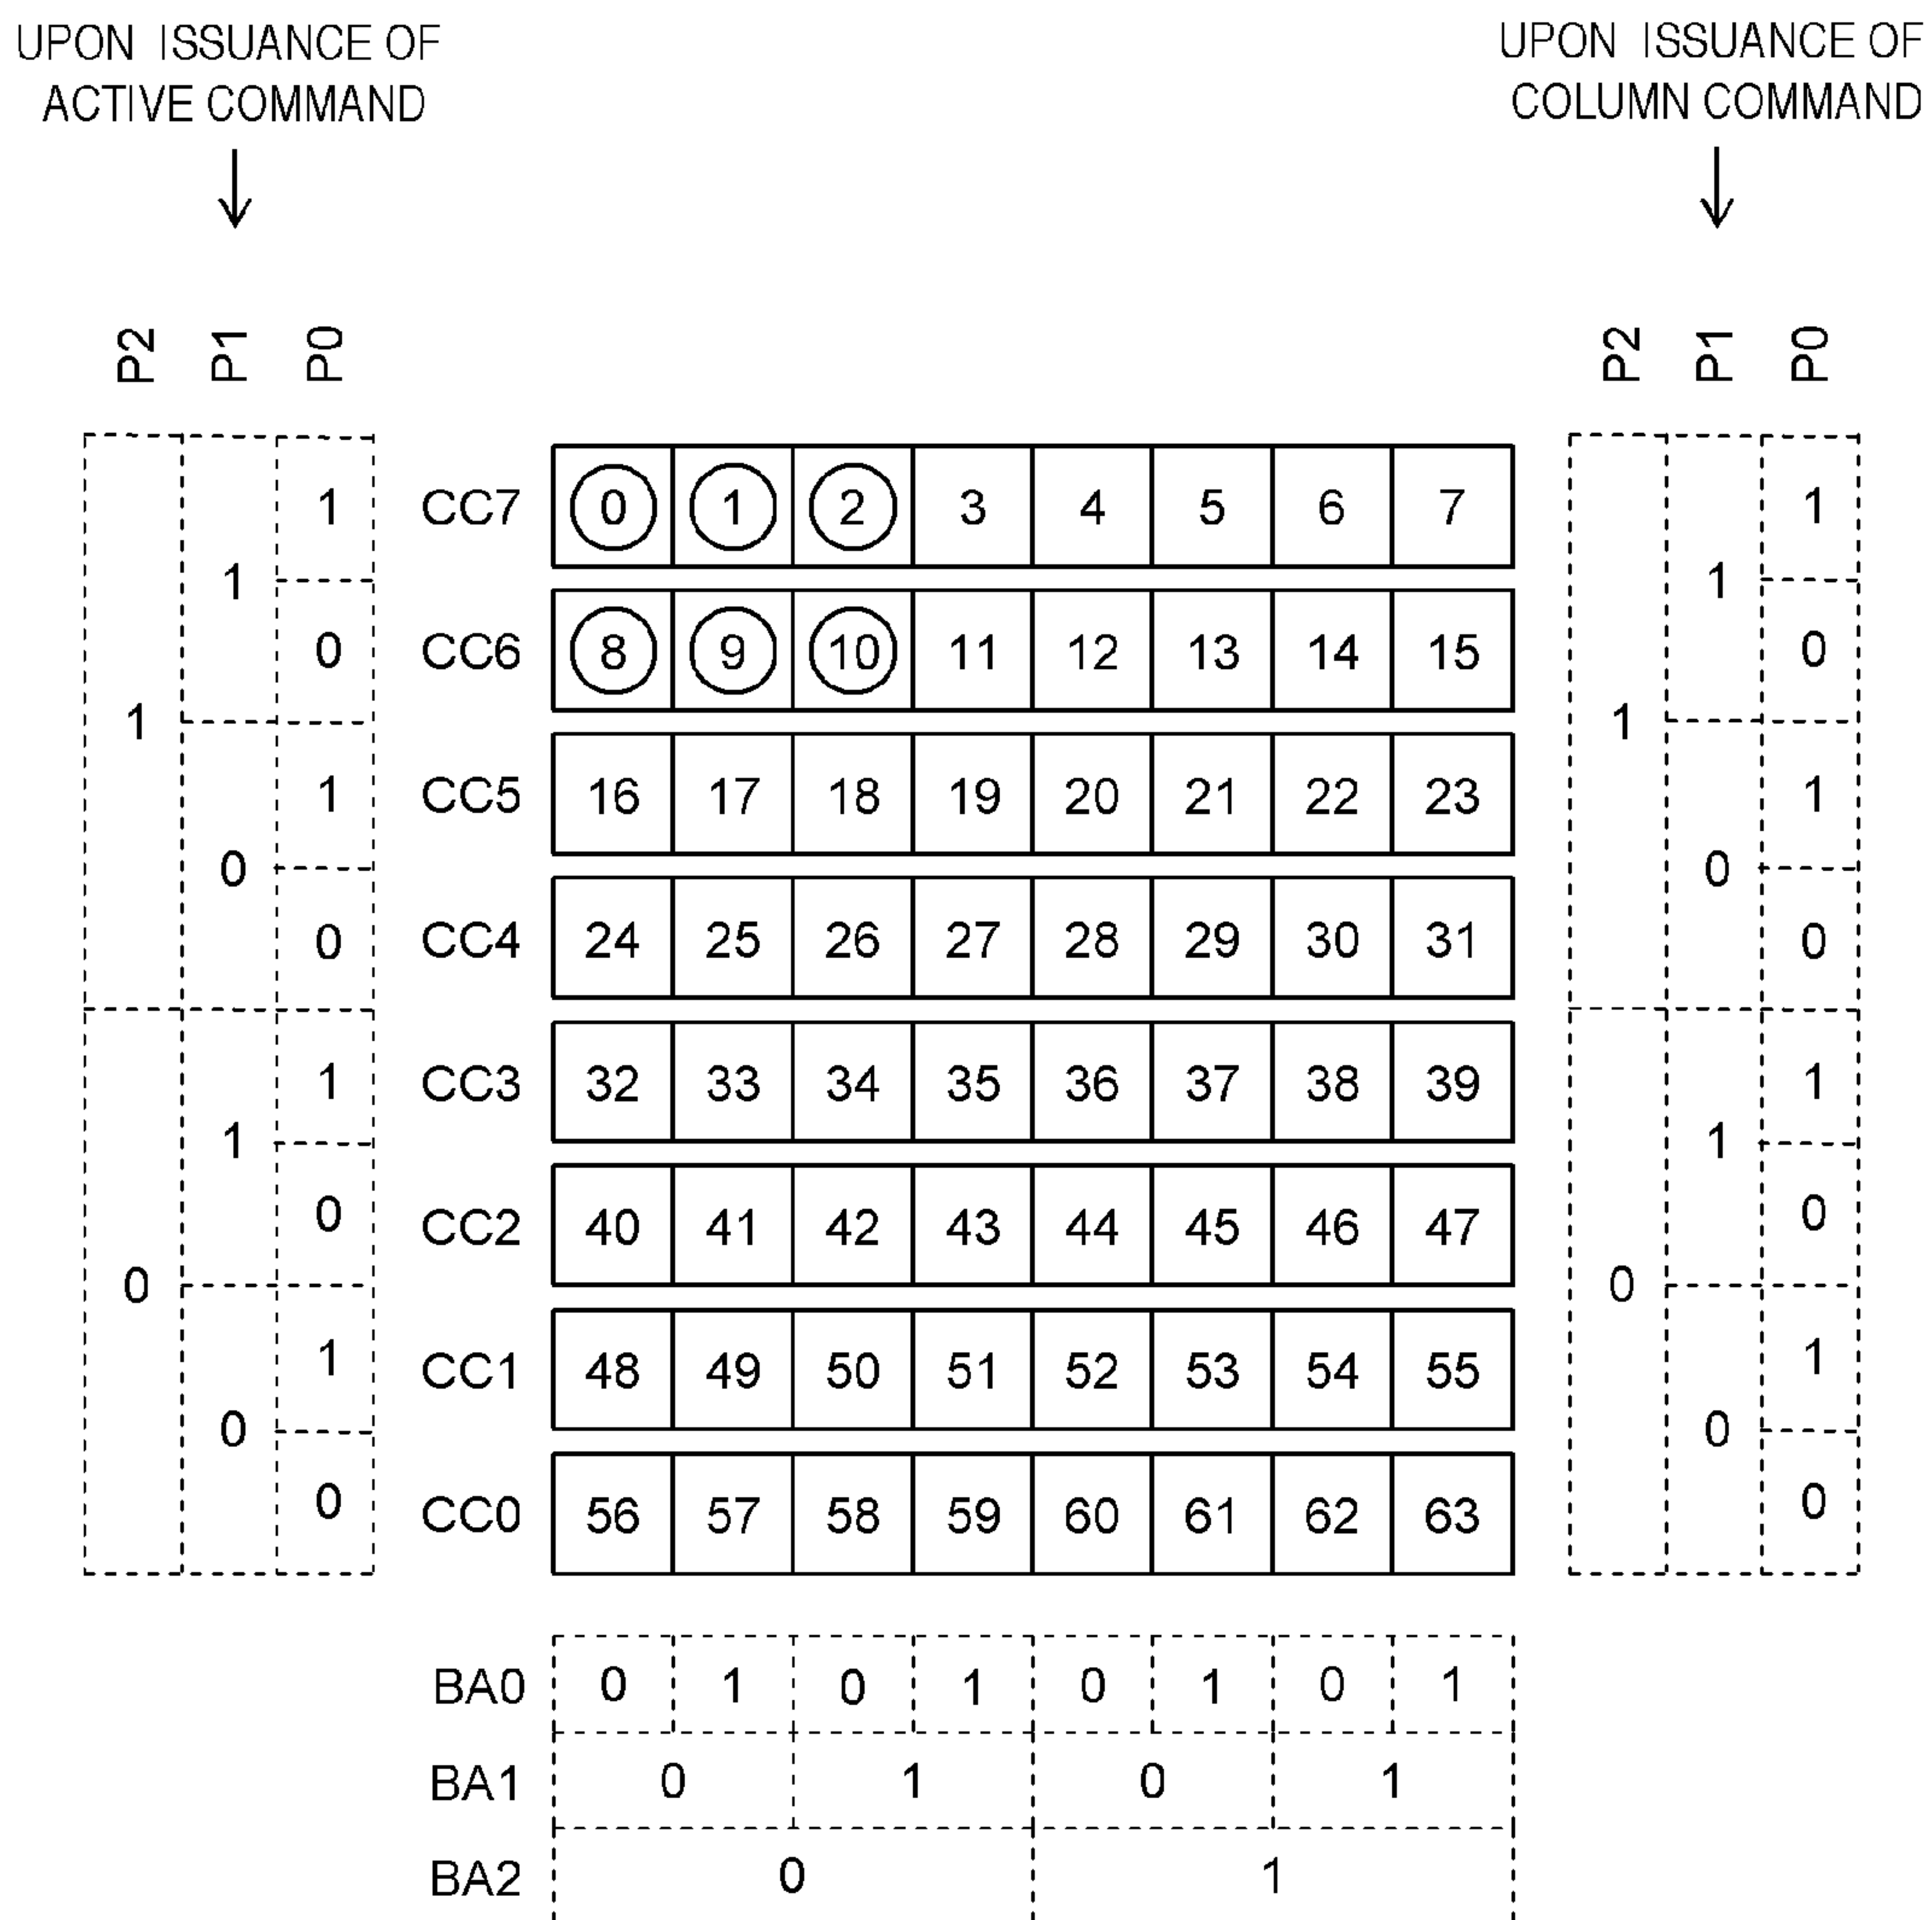 UPON ISSUANCE OF
ACTIVE COMMAND
UPON ISSUANCE OF
COLUMN COMMAND
P2 P1 P0
P2 P1 P0
1 CC7 0 1 2 3 4 5 6 7 1
1 1
0 CC6 8 9 10 11 12 13 14 15 0
1 1
1 CC5 16 17 18 19 20 21 22 23 1
0 0
0 CC4 24 25 26 27 28 29 30 31 0
1 CC3 32 33 34 35 36 37 38 39 1
1 1
0 CC2 40 41 42 43 44 45 46 47 0
0 0
1 CC1 48 49 50 51 52 53 54 55 1
0 0
0 CC0 56 57 58 59 60 61 62 63 0
BA0 0 1 0 1 0 1 0 1
BA1 0 1 0 1
BA2 0 1